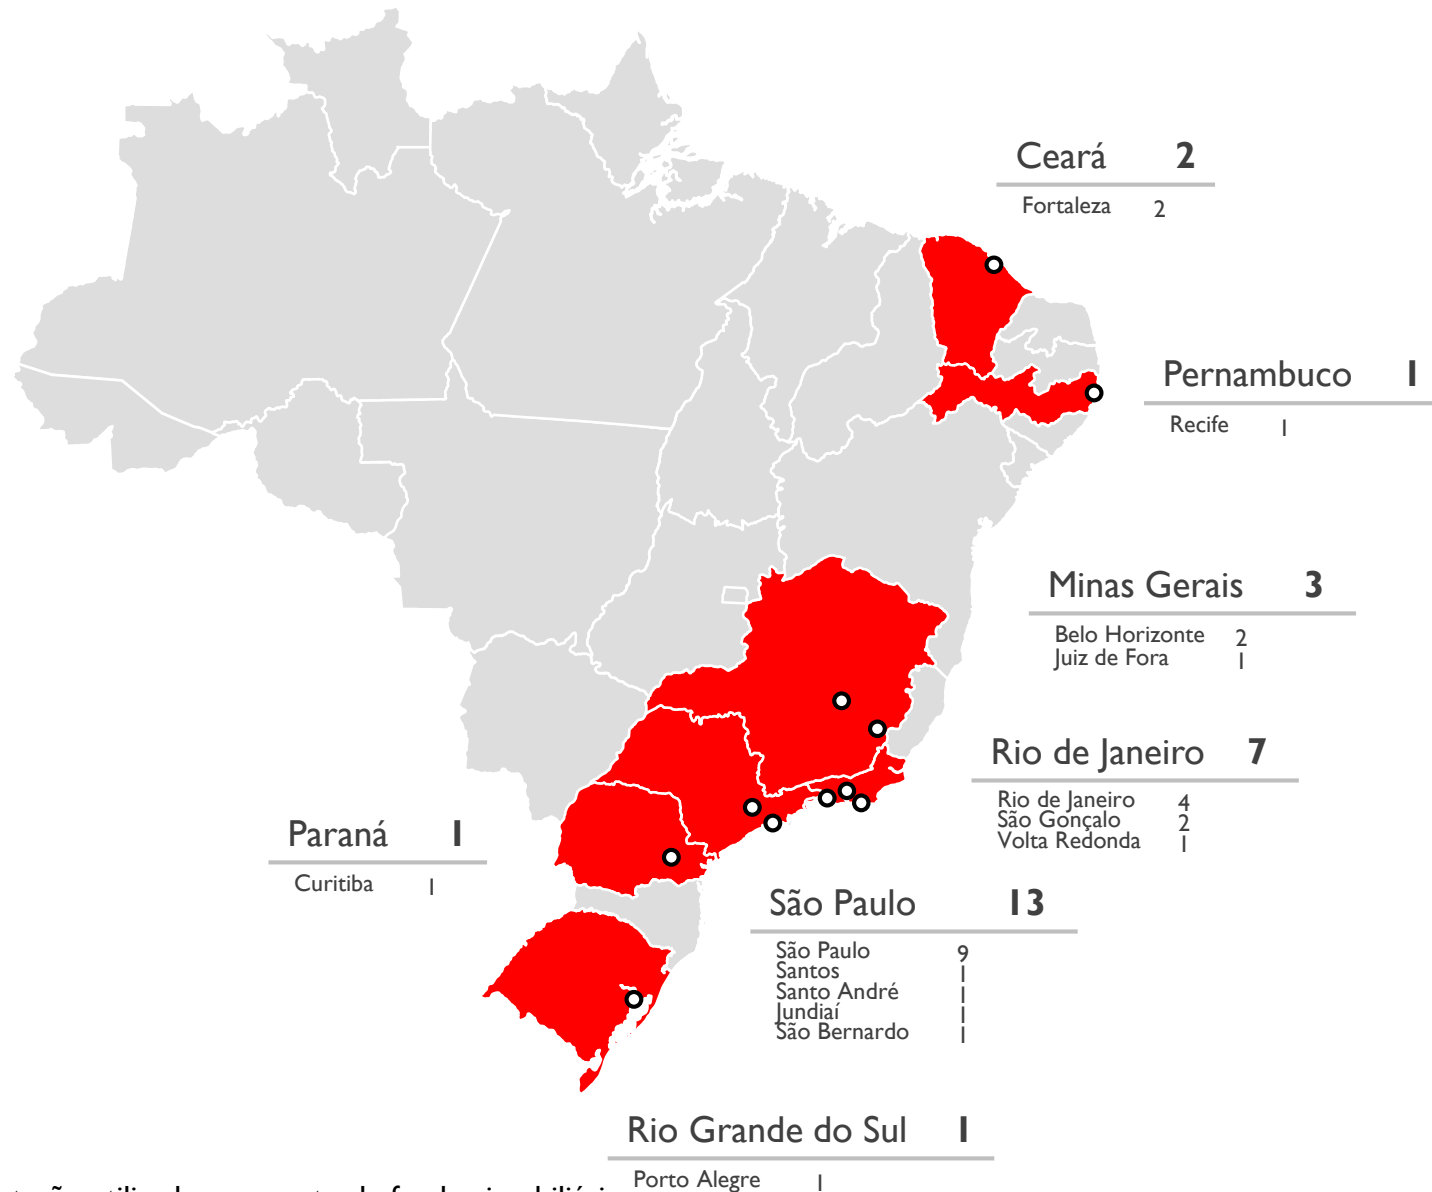 Ceará 2
Fortaleza 2
Pernambuco 1
Recife 1
Minas Gerais 3
Belo Horizonte 2
Juiz de Fora 1
Rio de Janeiro 7
Rio de Janeiro 4
São Gonçalo 2
Volta Redonda 1
Paraná 1
Curitiba 1
São Paulo 13
São Paulo 9
Santos 1
Santo André 1
Jundiaí 1
São Bernardo 1
Rio Grande do Sul 1
Porto Alegre 1